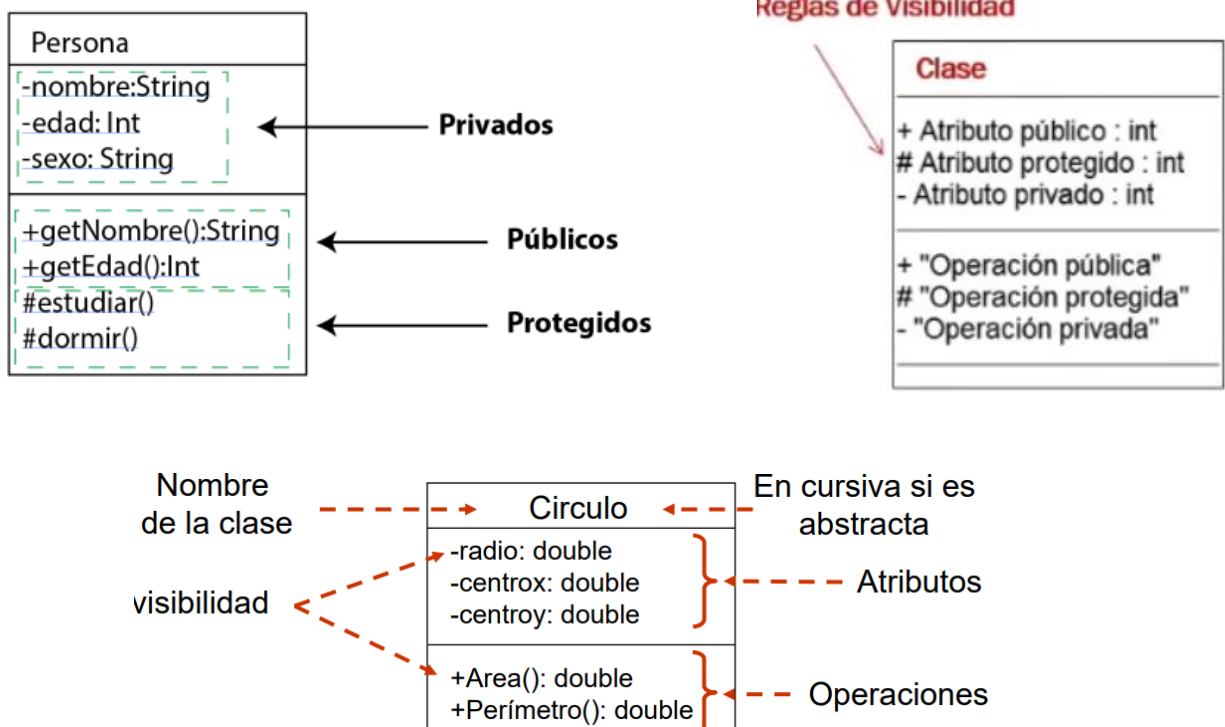 Persona
-nombre:String
-edad: Int
-sexo: String
Privados
+getNombre():String
+getEdad():Int
Públicos
#estudiar()
#dormir()
Protegidos
Reglas de Visibilidad
Clase
+ Atributo público : int
# Atributo protegido : int
- Atributo privado : int
+ "Operación pública"
# "Operación protegida"
- "Operación privada"
Nombre
de la clase
Circulo
En cursiva si es
abstracta
visibilidad
-radio: double
-centrox: double
-centroy: double
Atributos
+Area(): double
+Perímetro(): double
Operaciones